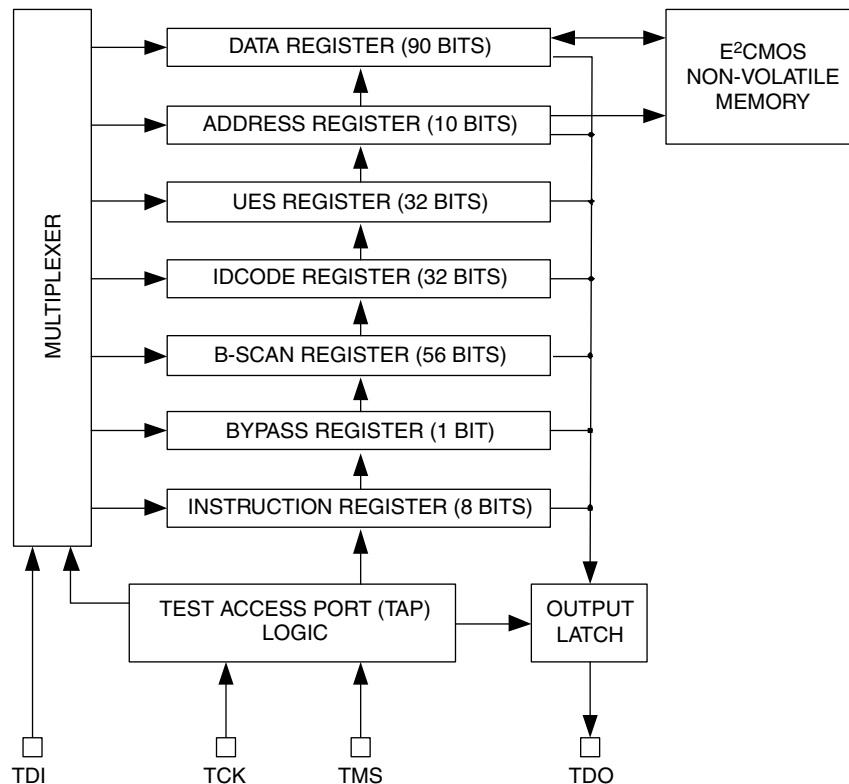 DATA REGISTER (90 BITS)
E²CMOS
NON-VOLATILE
MEMORY
ADDRESS REGISTER (10 BITS)
UES REGISTER (32 BITS)
IDCODE REGISTER (32 BITS)
B-SCAN REGISTER (56 BITS)
BYPASS REGISTER (1 BIT)
INSTRUCTION REGISTER (8 BITS)
MULTIPLEXER
TEST ACCESS PORT (TAP)
LOGIC
OUTPUT
LATCH
TDI
TCK
TMS
TDO